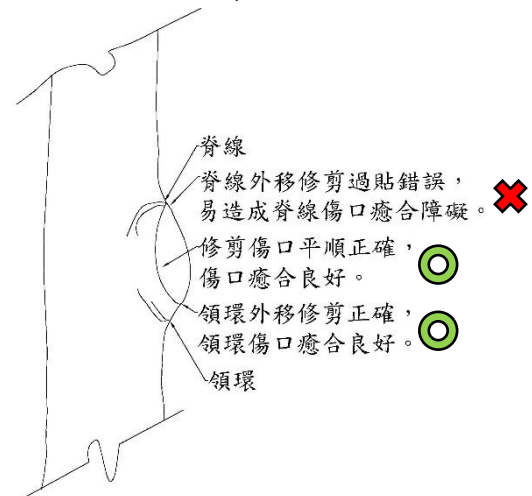 脊線
脊線外移修剪過貼錯誤，
易造成脊線傷口癒合障礙。
修剪傷口平順正確，
傷口癒合良好。
領環外移修剪正確，
領環傷口癒合良好。
領環